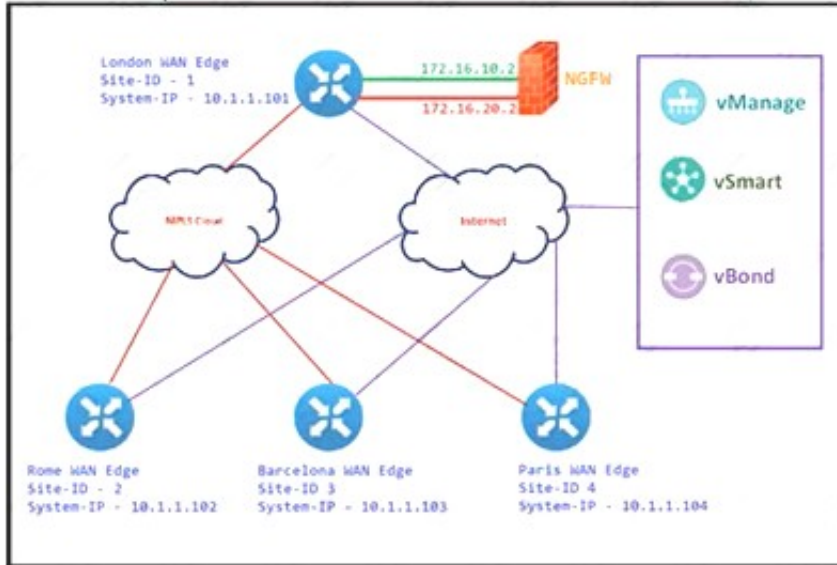 London WAN Edge
Site-ID - 1
System-IP - 10.1.1.101
172.16.10.2
172.16.20.2
NGFW
vManage
vSmart
vBond
MPLS Cloud
Internet
Rome WAN Edge
Site-ID - 2
System-IP - 10.1.1.102
Barcelona WAN Edge
Site-ID 3
System-IP - 10.1.1.103
Paris WAN Edge
Site-ID 4
System-IP - 10.1.1.104